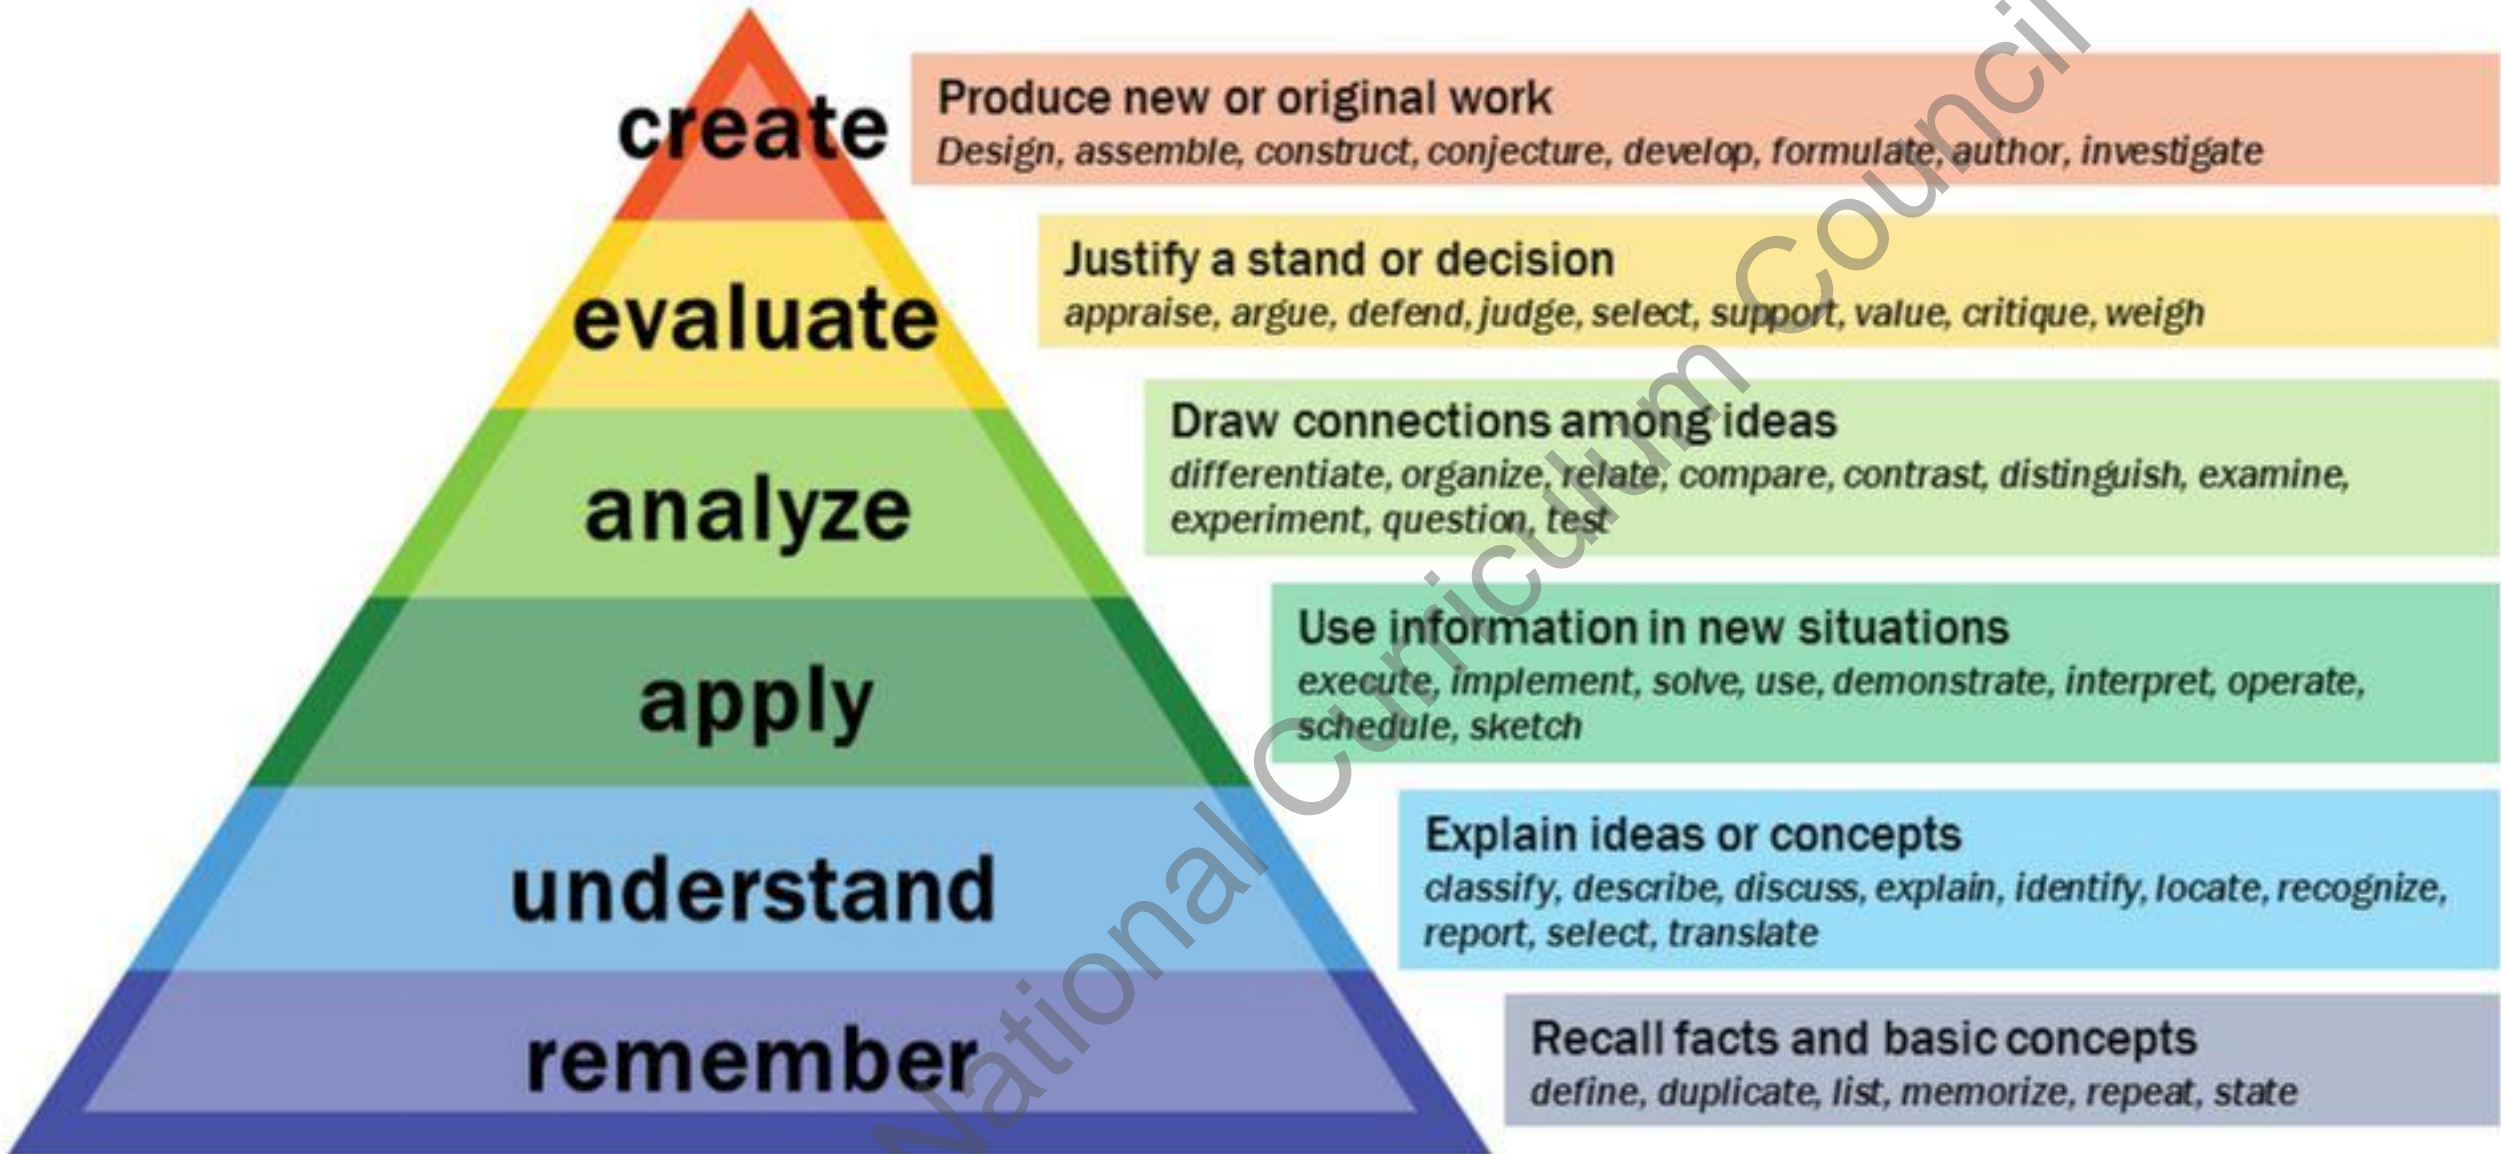 create
Produce new or original work
Design, assemble, construct, conjecture, develop, formulate, author, investigate
evaluate
Justify a stand or decision
appraise, argue, defend, judge, select, support, value, critique, weigh
analyze
Draw connections among ideas
differentiate, organize, relate, compare, contrast, distinguish, examine,
experiment, question, test
apply
Use information in new situations
execute, implement, solve, use, demonstrate, interpret, operate,
schedule, sketch
understand
Explain ideas or concepts
classify, describe, discuss, explain, identify, locate, recognize,
report, select, translate
remember
Recall facts and basic concepts
define, duplicate, list, memorize, repeat, state
National Curriculum Council